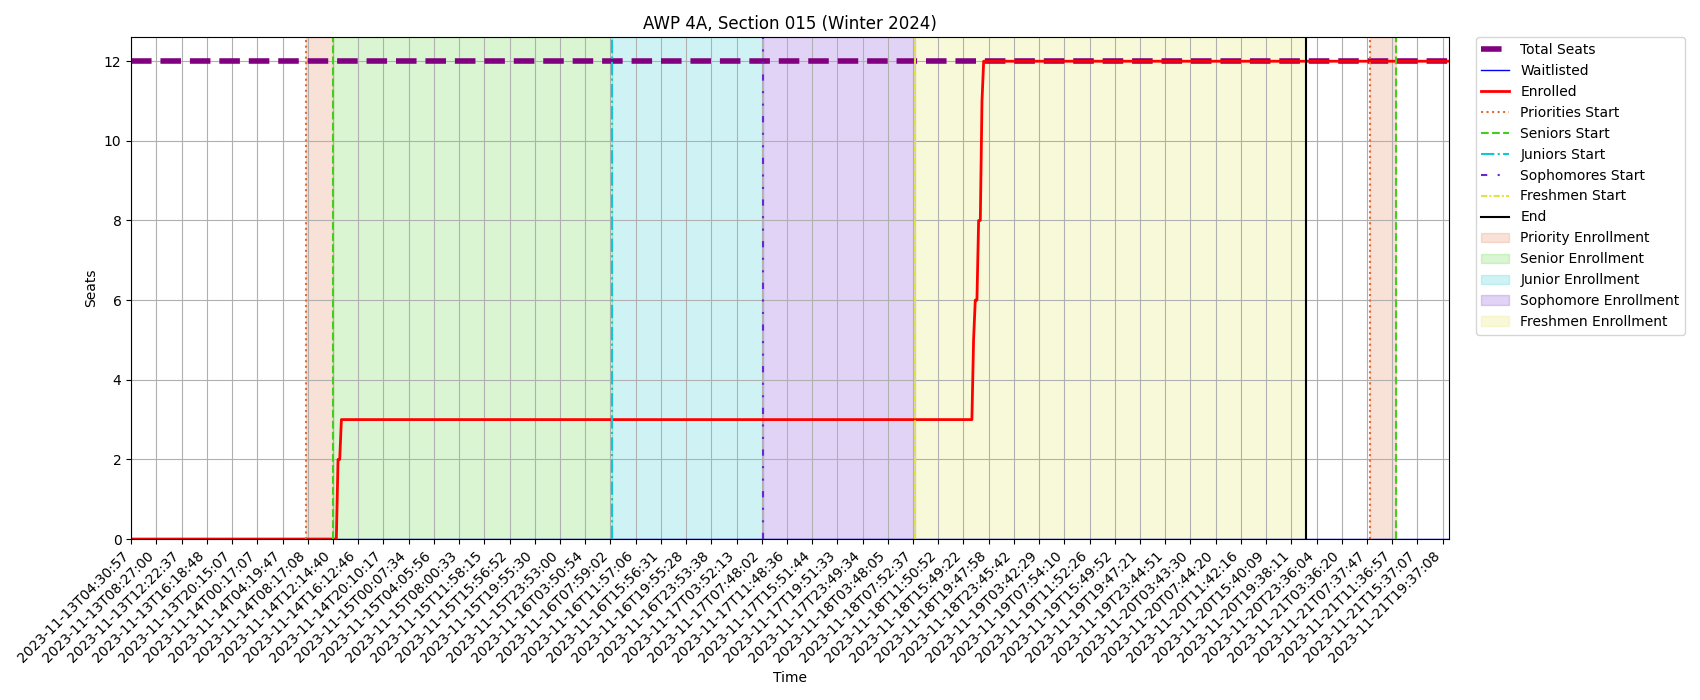 AWP 4A, Section 015 (Winter 2024)
Seats
12
10
8
6
4
2
0
2023-11-13T04:30:57
2023-11-13T08:27:00
2023-11-13T12:22:37
2023-11-13T16:18:48
2023-11-13T20:15:07
2023-11-14T00:17:07
2023-11-14T04:19:47
2023-11-14T08:17:08
2023-11-14T12:14:40
2023-11-14T16:12:46
2023-11-14T20:10:17
2023-11-15T00:07:34
2023-11-15T04:05:56
2023-11-15T08:00:33
2023-11-15T11:58:15
2023-11-15T15:56:52
2023-11-15T19:55:30
2023-11-15T23:53:00
2023-11-16T03:50:54
2023-11-16T07:59:02
2023-11-16T11:57:06
2023-11-16T15:56:31
2023-11-16T19:55:28
2023-11-16T23:53:38
2023-11-17T03:52:13
2023-11-17T07:48:02
2023-11-17T11:48:36
2023-11-17T15:51:44
2023-11-17T19:51:33
2023-11-17T23:49:34
2023-11-18T03:48:05
2023-11-18T07:52:37
2023-11-18T11:50:52
2023-11-18T15:49:22
2023-11-18T19:47:58
2023-11-18T23:45:42
2023-11-19T03:42:29
2023-11-19T07:54:10
2023-11-19T11:52:26
2023-11-19T15:49:52
2023-11-19T19:47:21
2023-11-19T23:44:51
2023-11-20T03:43:30
2023-11-20T07:44:20
2023-11-20T11:42:16
2023-11-20T15:40:09
2023-11-20T19:38:11
2023-11-20T23:36:04
2023-11-21T03:36:20
2023-11-21T07:37:47
2023-11-21T11:36:57
2023-11-21T15:37:07
2023-11-21T19:37:08
Time
Total Seats
Waitlisted
Enrolled
Priorities Start
Seniors Start
Juniors Start
Sophomores Start
Freshmen Start
End
Priority Enrollment
Senior Enrollment
Junior Enrollment
Sophomore Enrollment
Freshmen Enrollment